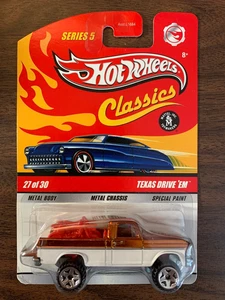 SERIES 5
Hot Wheels
Classics
27 of 30
TEXAS DRIVE 'EM
METAL BODY
METAL CHASSIS
SPECIAL PAINT